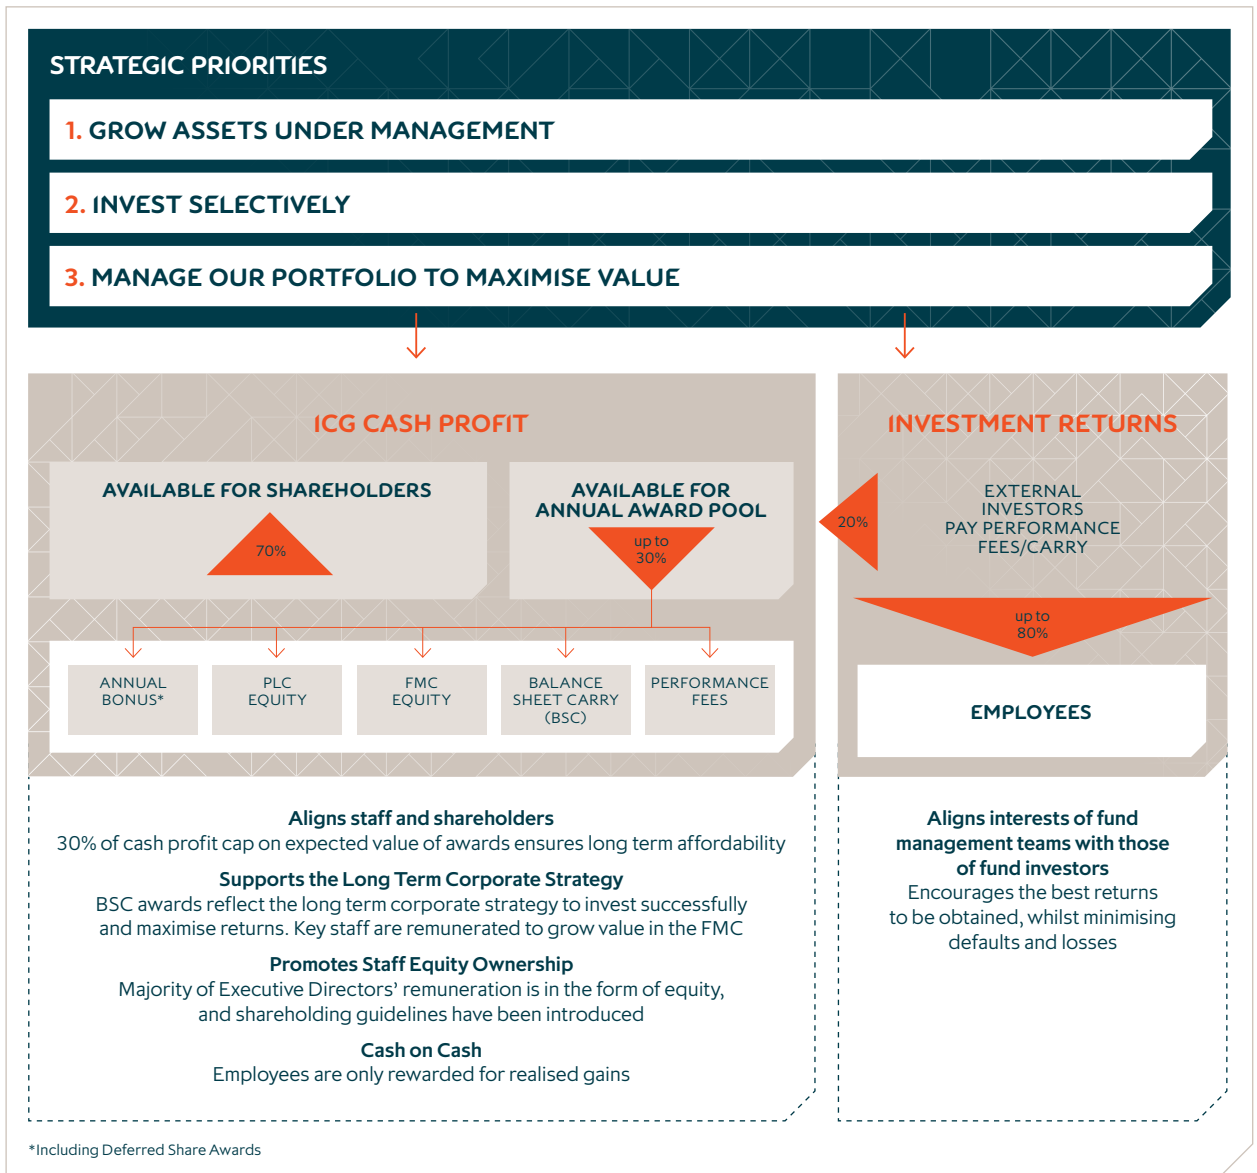 STRATEGIC PRIORITIES
1. GROW ASSETS UNDER MANAGEMENT
2. INVEST SELECTIVELY
3. MANAGE OUR PORTFOLIO TO MAXIMISE VALUE
ICG CASH PROFIT
AVAILABLE FOR SHAREHOLDERS
70%
AVAILABLE FOR
ANNUAL AWARD POOL
up to
30%
ANNUAL
BONUS*
PLC
EQUITY
FMC
EQUITY
BALANCE
SHEET CARRY
(BSC)
PERFORMANCE
FEES
Aligns staff and shareholders
30% of cash profit cap on expected value of awards ensures long term affordability
Supports the Long Term Corporate Strategy
BSC awards reflect the long term corporate strategy to invest successfully
and maximise returns. Key staff are remunerated to grow value in the FMC
Promotes Staff Equity Ownership
Majority of Executive Directors’ remuneration is in the form of equity,
and shareholding guidelines have been introduced
Cash on Cash
Employees are only rewarded for realised gains
INVESTMENT RETURNS
20%
EXTERNAL
INVESTORS
PAY PERFORMANCE
FEES/CARRY
up to
80%
EMPLOYEES
Aligns interests of fund
management teams with those
of fund investors
Encourages the best returns
to be obtained, whilst minimising
defaults and losses
*Including Deferred Share Awards